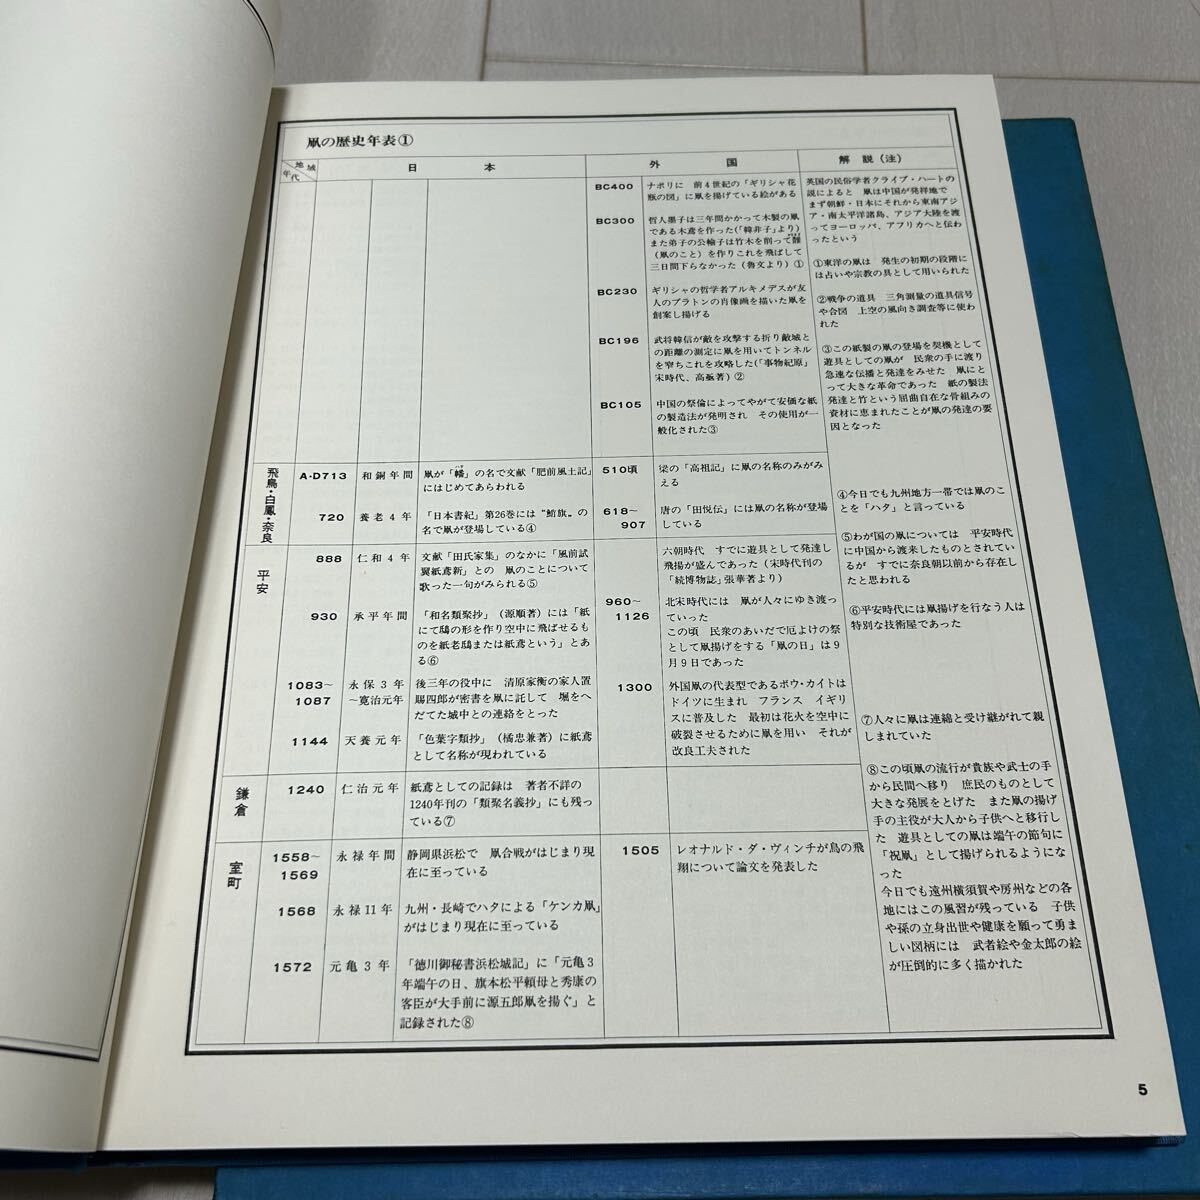 凧の歴史年表①
地域
年代
日本
外国
解説（注）
BC400
ナポリに　前4世紀の「ギリシャ花
瓶の図」に凧を揚げている絵がある
BC300
哲人墨子は三年間かかって木製の凧
である木鳶を作った(「韓非子」より)
また弟子の公輸子は竹木を削って䧿
（凧のこと）を作りこれを飛ばして
三日間下らなかった（魯文より）①
BC230
ギリシャの哲学者アルキメデスが友
人のプラトンの肖像画を描いた凧を
創案し揚げる
BC196
武将韓信が敵を攻撃する折り敵城と
の距離の測定に凧を用いてトンネル
を穿ちこれを攻略した(「事物紀原」
宋時代、高亟著）②
BC105
中国の祭倫によってやがて安価な紙
の製造法が発明され　その使用が一
般化された③
飛鳥・白鳳・奈良
A・D713
和銅年間
凧が「幡」の名で文献「肥前風土記」
ハタ
にはじめてあらわれる
510頃
梁の「高祖記」に凧の名称のみがみ
える
720
養老4年
「日本書紀」第26巻には“鮹旗„の
名で凧が登場している④
618～
907
唐の「田悦伝」には凧の名称が登場
している
平安
888
仁和4年
文献「田氏家集」のなかに「風前試
翼紙鳶新」との　凧のことについて
歌った一句がみられる⑤
六朝時代　すでに遊具として発達し
飛揚が盛んであった（宋時代刊の
「続博物誌」張華著より）
930
承平年間
「和名類聚抄」（源順著）には「紙
にて鴟の形を作り空中に飛ばせるも
のを紙老鴟または紙鳶という」とあ
る⑥
960～
1126
北宋時代には　凧が人々にゆき渡っ
ていった
この頃　民衆のあいだで厄よけの祭
として凧揚げをする「凧の日」は9
月9日であった
1083～
1087
永保3年
～寛治元年
後三年の役中に　清原家衡の家人置
賜四郎が密書を凧に託して　堀をへ
だてた城中との連絡をとった
1300
外国凧の代表型であるボウ・カイトは
ドイツに生まれ　フランス　イギリ
スに普及した　最初は花火を空中に
破裂させるために凧を用い　それが
改良工夫された
1144
天養元年
「色葉字類抄」（橘忠兼著）に紙鳶
として名称が現われている
鎌倉
1240
仁治元年
紙鳶としての記録は　著者不詳の
1240年刊の「類聚名義抄」にも残っ
ている⑦
室町
1558～
1569
永禄年間
静岡県浜松で　凧合戦がはじまり現
在に至っている
1505
レオナルド・ダ・ヴィンチが鳥の飛
翔について論文を発表した
1568
永禄11年
九州・長崎でハタによる「ケンカ凧」
がはじまり現在に至っている
1572
元亀3年
「徳川御秘書浜松城記」に「元亀3
年端午の日、旗本松平頼母と秀康の
客臣が大手前に源五郎凧を揚ぐ」と
記録された⑧
英国の民俗学者クライブ・ハートの
説によると　凧は中国が発祥地で
まず朝鮮・日本にそれから東南アジ
ア・南太平洋諸島、アジア大陸を渡
ってヨーロッパ、アフリカへと伝わ
ったという
①東洋の凧は　発生の初期の段階に
は占いや宗教の具として用いられた
②戦争の道具　三角測量の道具信号
や合図　上空の風向き調査等に使わ
れた
③この紙製の凧の登場を契機として
遊具としての凧が　民衆の手に渡り
急速な伝播と発達をみせた　凧にと
って大きな革命であった　紙の製法
発達と竹という屈曲自在な骨組みの
資材に恵まれたことが凧の発達の要
因となった
④今日でも九州地方一帯では凧のこ
とを「ハタ」と言っている
⑤わが国の凧については　平安時代
に中国から渡来したものとされてい
るが　すでに奈良朝以前から存在し
たと思われる
⑥平安時代には凧揚げを行なう人は
特別な技術屋であった
⑦人々に凧は連綿と受け継がれて親
しまれていた
⑧この頃凧の流行が貴族や武士の手
から民間へ移り　庶民のものとして
大きな発展をとげた　また凧の揚げ
手の主役が大人から子供へと移行し
た　遊具としての凧は端午の節句に
「祝凧」として揚げられるようにな
った
今日でも遠州横須賀や房州などの各
地にはこの風習が残っている　子供
や孫の立身出世や健康を願って勇ま
しい図柄には　武者絵や金太郎の絵
が圧倒的に多く描かれた
5